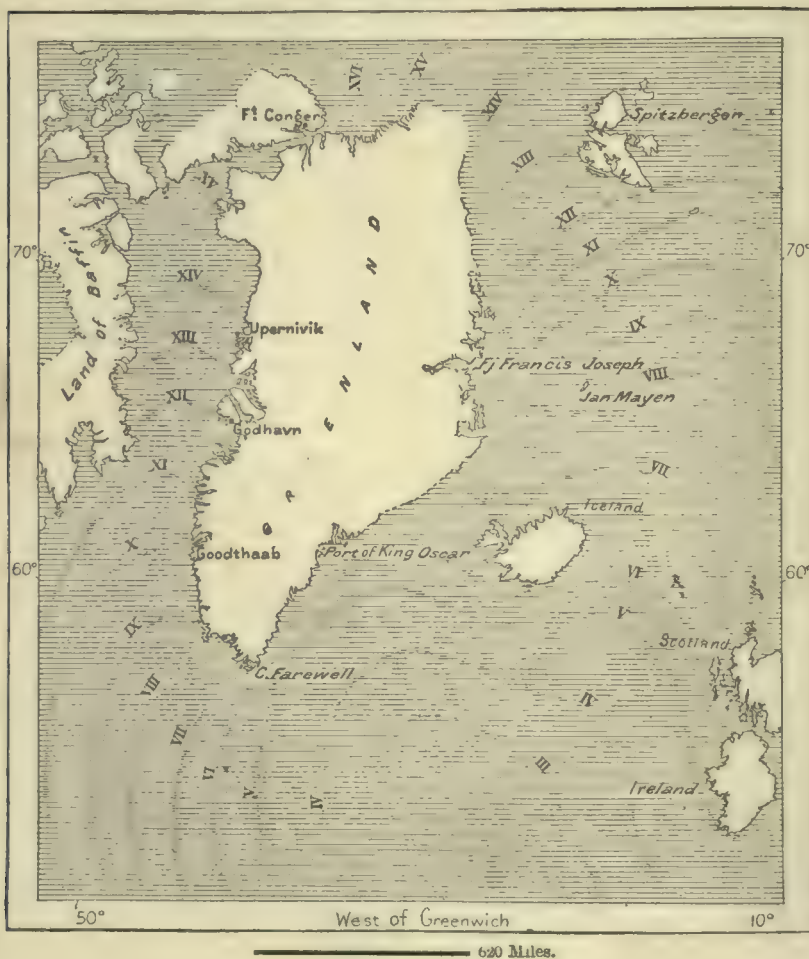 XVI
XV
XIV
Ft. Conger
Spitzbergen
XIII
XV
XII
70°
70°
XI
XIV
X
Land of Baffin
GREENLAND
Upernivik
XIII
IX
Fj Francis Joseph
VIII
XII
Jan Mayen
Godhavn
XI
VII
Iceland
X
Goodthaab
Port of King Oscar
60°
60°
VI
IX
V
Scotland
C. Farewell
VIII
IV
VII
III
VI
V
IV
Ireland
50°
West of Greenwich
10°
620 Miles.